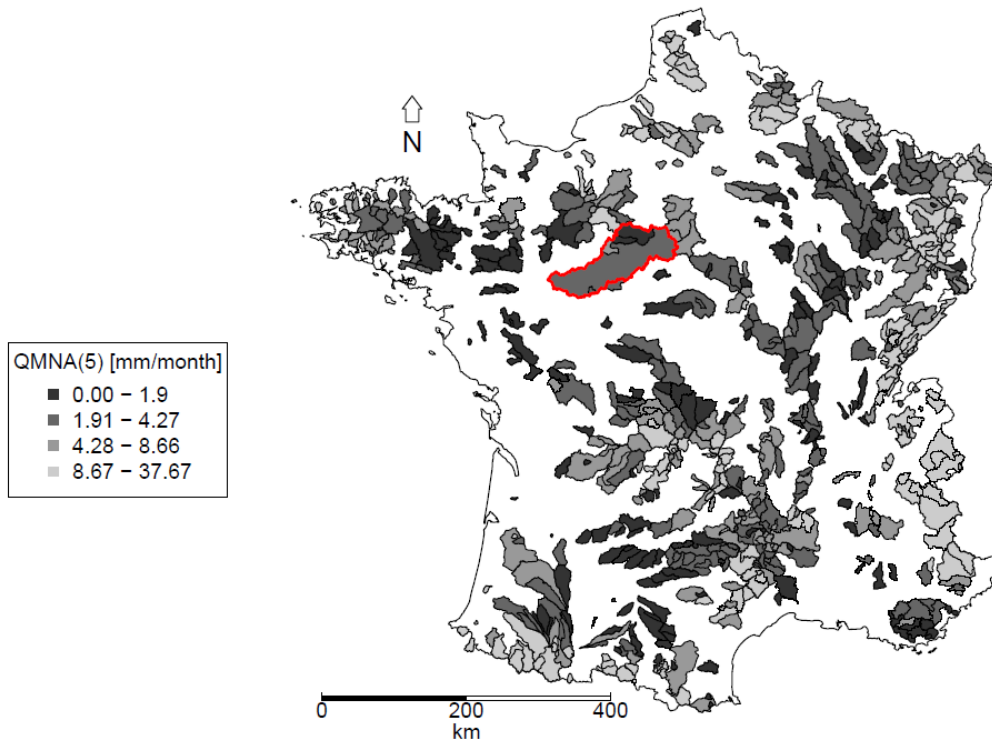 N
QMNA(5) [mm/month]
0.00 − 1.9
1.91 − 4.27
4.28 − 8.66
8.67 − 37.67
0 200 400
km